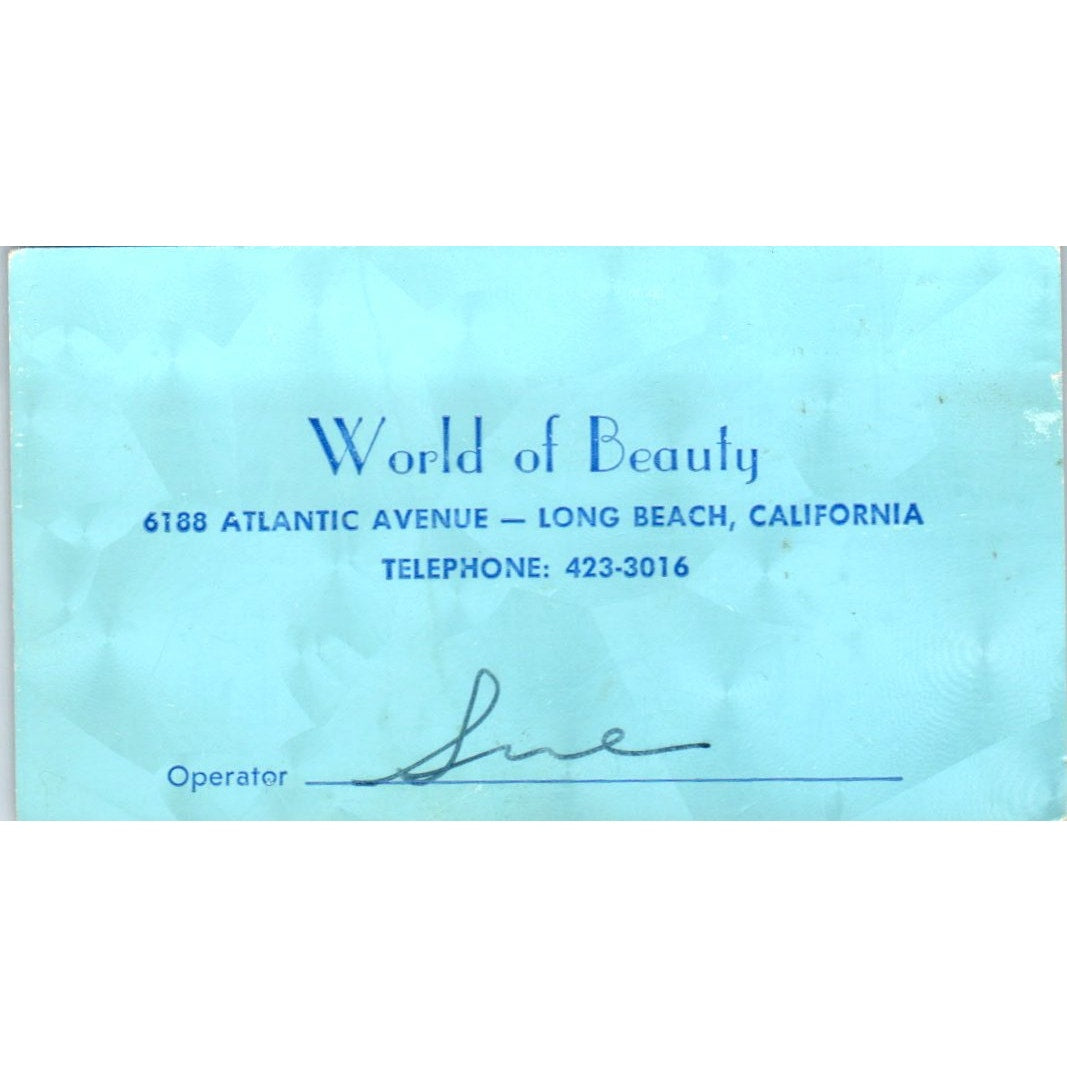 World of Beauty
6188 ATLANTIC AVENUE — LONG BEACH, CALIFORNIA
TELEPHONE: 423-3016
Operator Sue